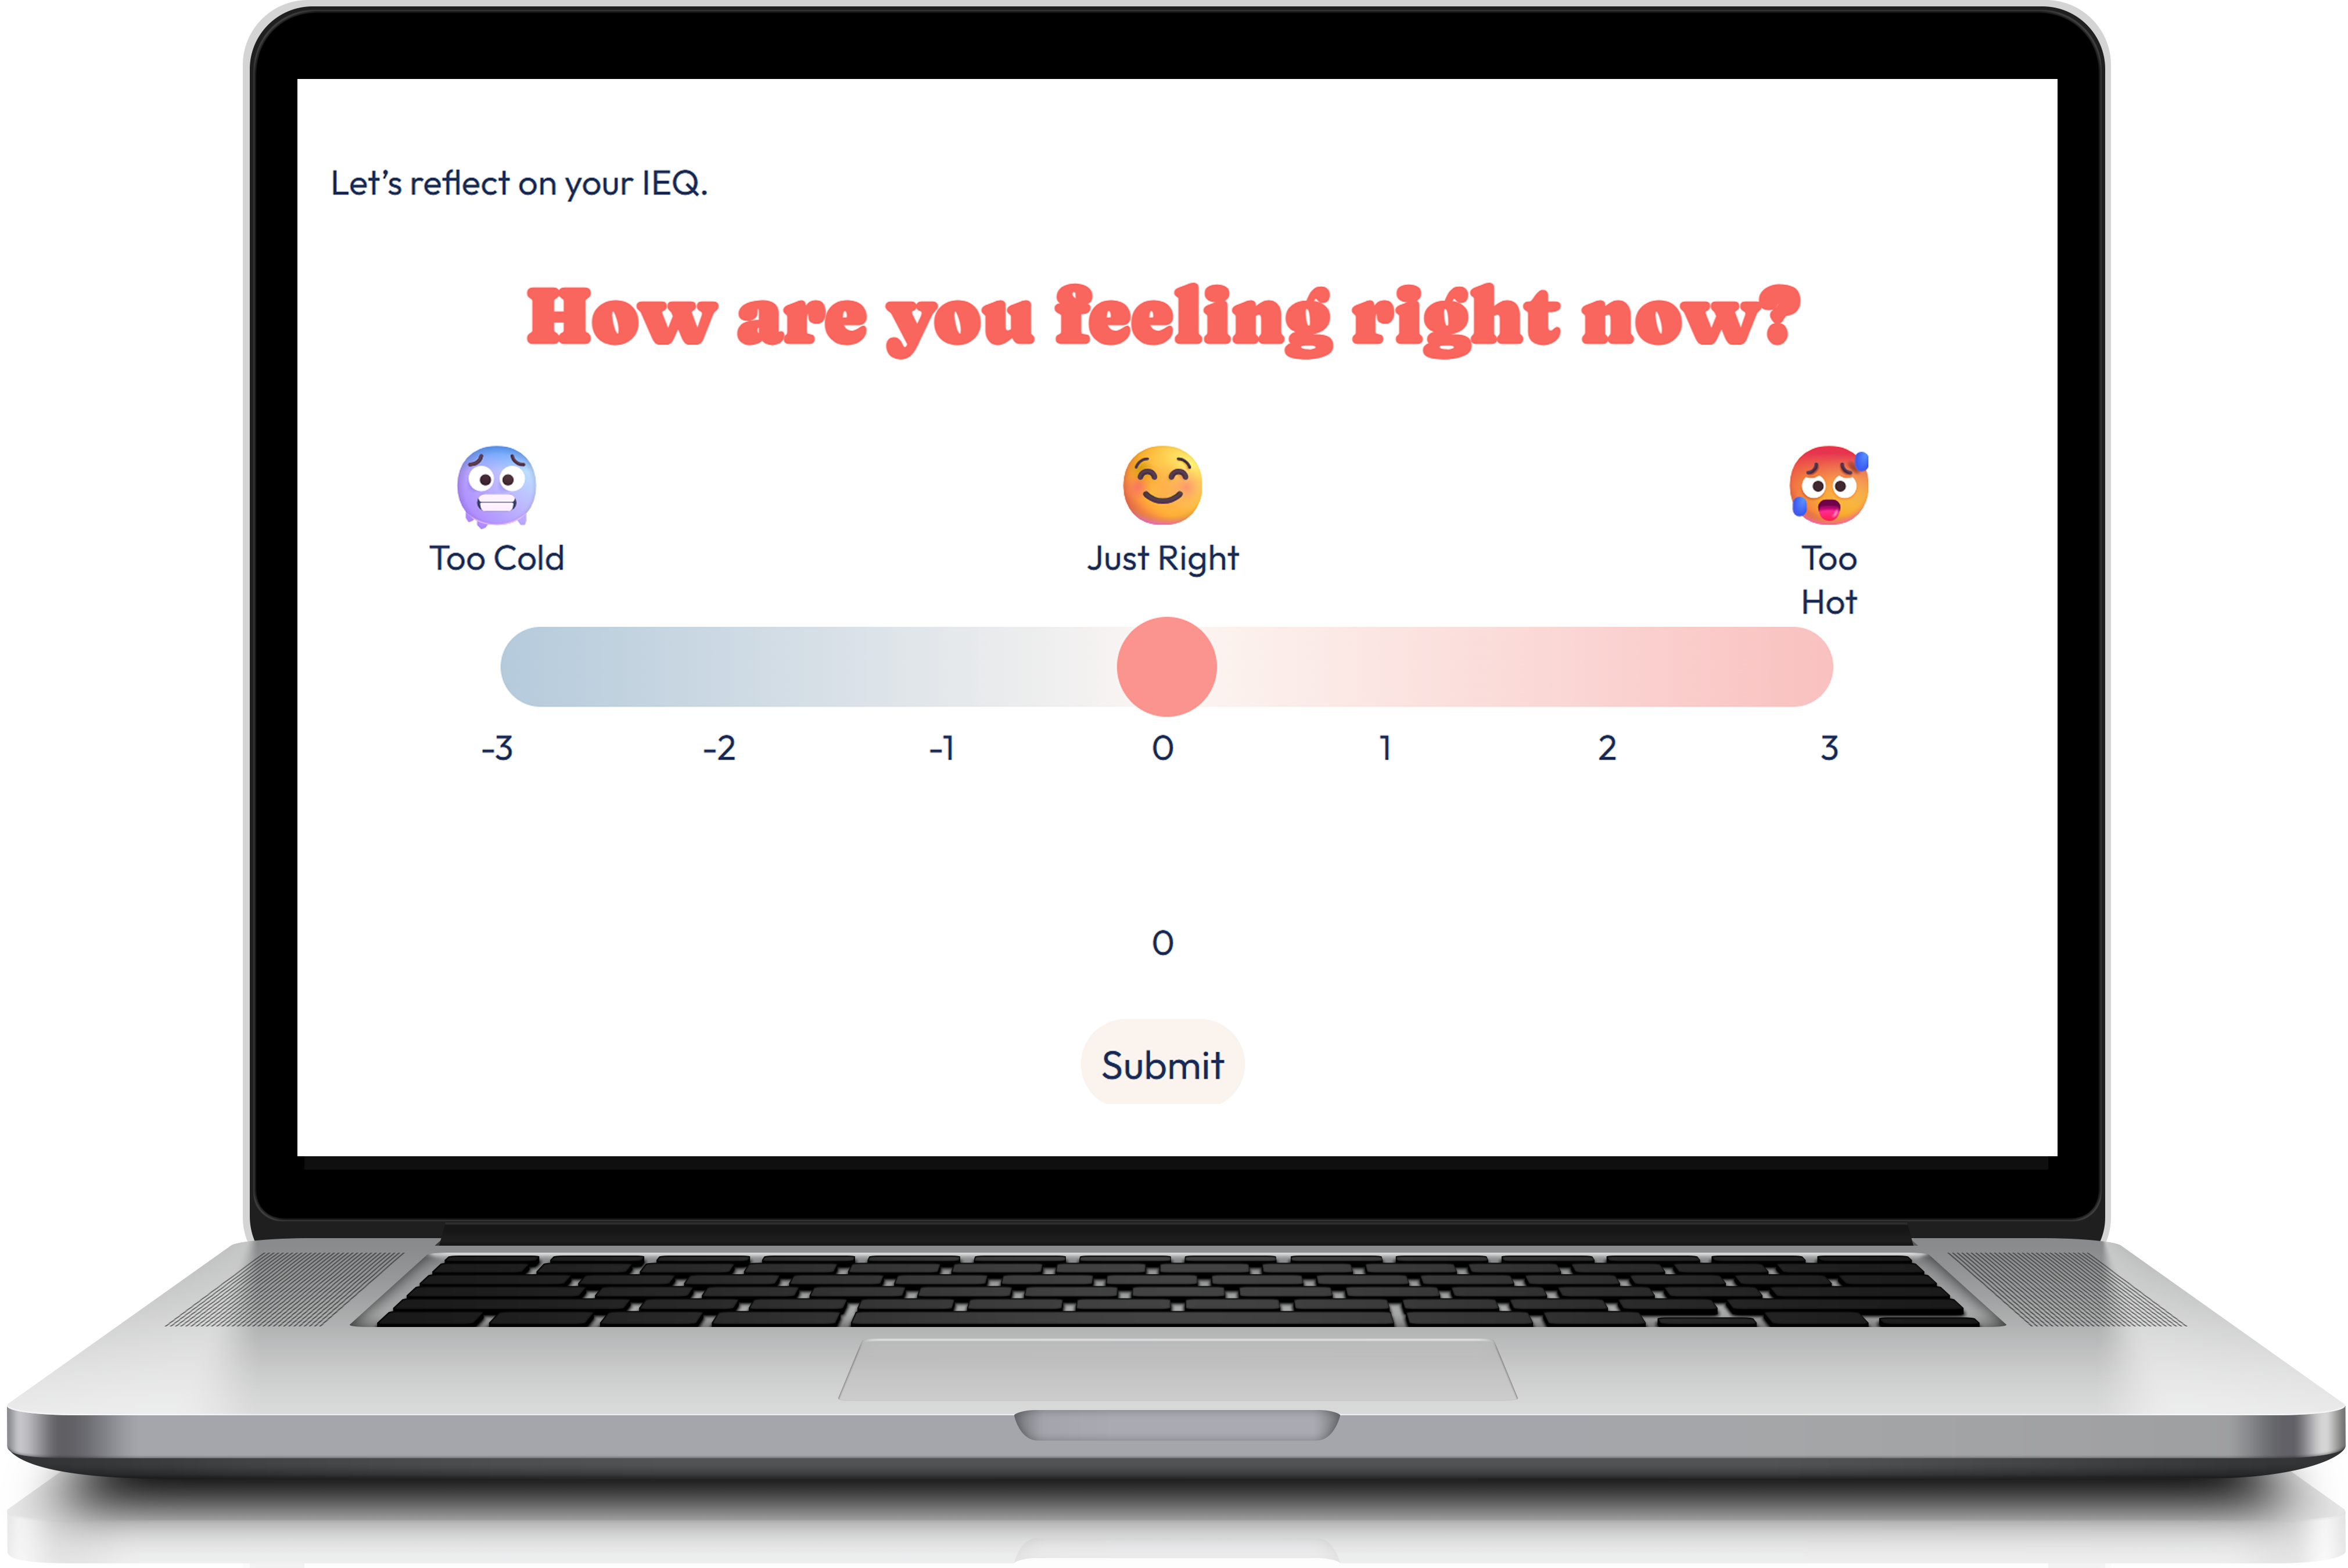 Let’s reflect on your IEQ.
How are you feeling right now?
Too Cold
Just Right
Too
Hot
-3 -2 -1 0 1 2 3
0
Submit